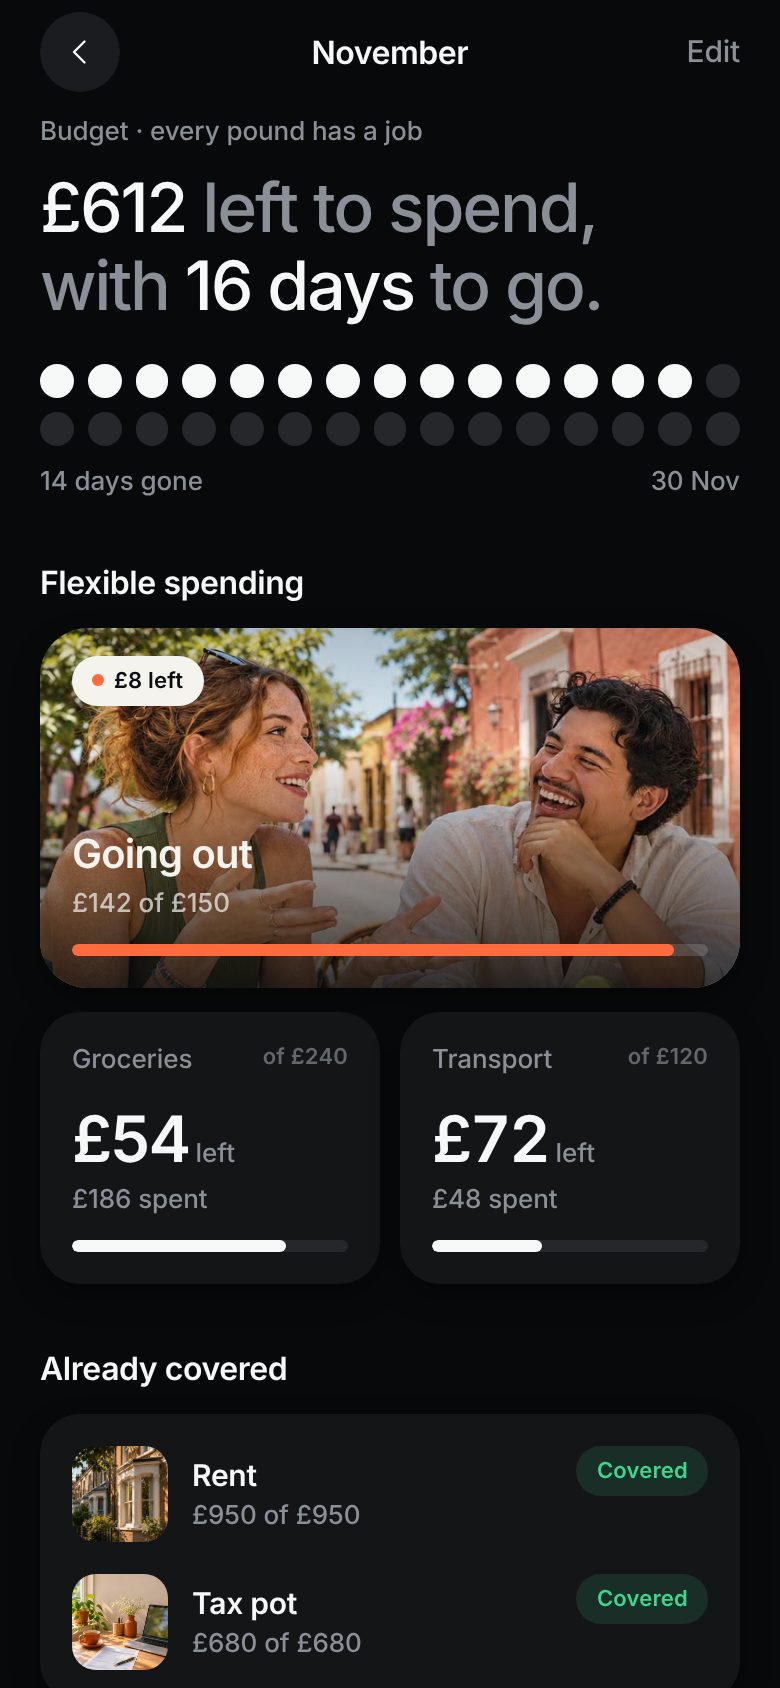 November
Edit
Budget · every pound has a job
£612 left to spend,
with 16 days to go.
14 days gone
30 Nov
Flexible spending
£8 left
Going out
£142 of £150
Groceries
of £240
£54 left
£186 spent
Transport
of £120
£72 left
£48 spent
Already covered
Rent
£950 of £950
Covered
Tax pot
£680 of £680
Covered